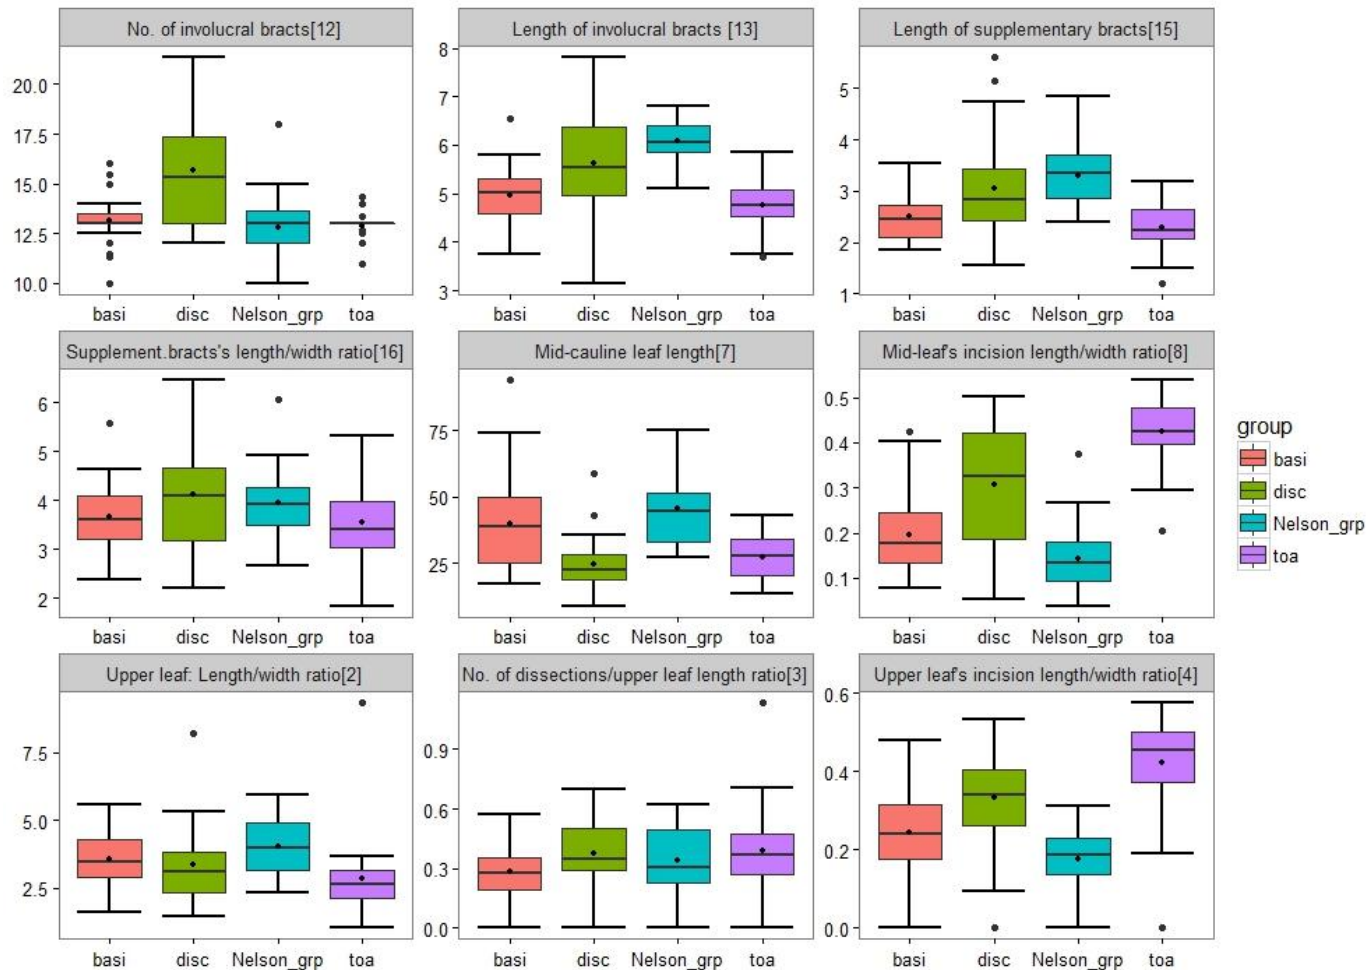 No. of involucral bracts[12]
Length of involucral bracts [13]
Length of supplementary bracts[15]
20.0
17.5
15.0
12.5
10.0
8
7
6
5
4
3
5
4
3
2
1
basi disc Nelson_grp toa
basi disc Nelson_grp toa
basi disc Nelson_grp toa
Supplement.bracts's length/width ratio[16]
Mid-cauline leaf length[7]
Mid-leaf's incision length/width ratio[8]
6
5
4
3
2
75
50
25
0.5
0.4
0.3
0.2
0.1
basi disc Nelson_grp toa
basi disc Nelson_grp toa
basi disc Nelson_grp toa
Upper leaf: Length/width ratio[2]
No. of dissections/upper leaf length ratio[3]
Upper leaf's incision length/width ratio[4]
7.5
5.0
2.5
0.9
0.6
0.3
0.0
0.6
0.4
0.2
0.0
basi disc Nelson_grp toa
basi disc Nelson_grp toa
basi disc Nelson_grp toa
group
basi
disc
Nelson_grp
toa